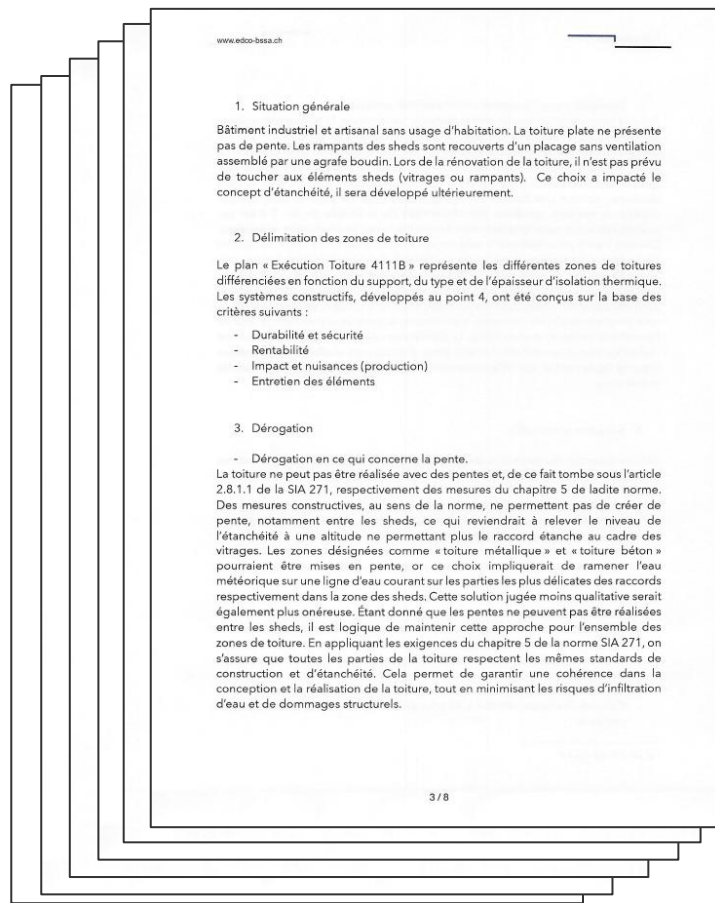 www.edco-bssa.ch
1. Situation générale
Bâtiment industriel et artisanal sans usage d'habitation. La toiture plate ne présente
pas de pente. Les rampants des sheds sont recouverts d'un placage sans ventilation
assemblé par une agrafe boudin. Lors de la rénovation de la toiture, il n'est pas prévu
de toucher aux éléments sheds (vitrages ou rampants). Ce choix a impacté le
concept d'étanchéité, il sera développé ultérieurement.
2. Délimitation des zones de toiture
Le plan « Exécution Toiture 4111B » représente les différentes zones de toitures
différenciées en fonction du support, du type et de l'épaisseur d'isolation thermique.
Les systèmes constructifs, développés au point 4, ont été conçus sur la base des
critères suivants :
- Durabilité et sécurité
- Rentabilité
- Impact et nuisances (production)
- Entretien des éléments
3. Dérogation
- Dérogation en ce qui concerne la pente.
La toiture ne peut pas être réalisée avec des pentes et, de ce fait tombe sous l'article
2.8.1.1 de la SIA 271, respectivement des mesures du chapitre 5 de ladite norme.
Des mesures constructives, au sens de la norme, ne permettent pas de créer de
pente, notamment entre les sheds, ce qui reviendrait à relever le niveau de
l'étanchéité à une altitude ne permettant plus le raccord étanche au cadre des
vitrages. Les zones désignées comme « toiture métallique » et « toiture béton »
pourraient être mises en pente, or ce choix impliquerait de ramener l'eau
météorique sur une ligne d'eau courant sur les parties les plus délicates des raccords
respectivement dans la zone des sheds. Cette solution jugée moins qualitative serait
également plus onéreuse. Étant donné que les pentes ne peuvent pas être réalisées
entre les sheds, il est logique de maintenir cette approche pour l'ensemble des
zones de toiture. En appliquant les exigences du chapitre 5 de la norme SIA 271, on
s'assure que toutes les parties de la toiture respectent les mêmes standards de
construction et d'étanchéité. Cela permet de garantir une cohérence dans la
conception et la réalisation de la toiture, tout en minimisant les risques d'infiltration
d'eau et de dommages structurels.
3 / 8